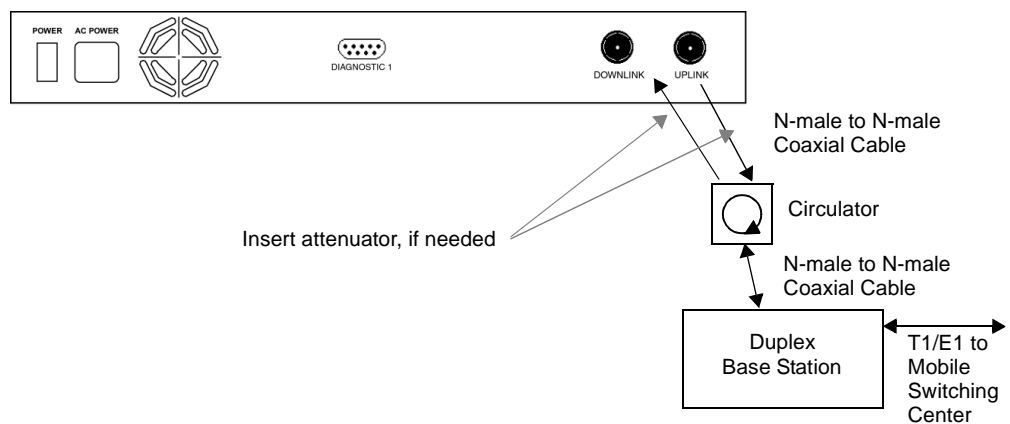 POWER AC POWER
DIAGNOSTIC 1
DOWNLINK UPLINK
N-male to N-male
Coaxial Cable
Circulator
Insert attenuator, if needed
N-male to N-male
Coaxial Cable
Duplex
Base Station
T1/E1 to
Mobile
Switching
Center